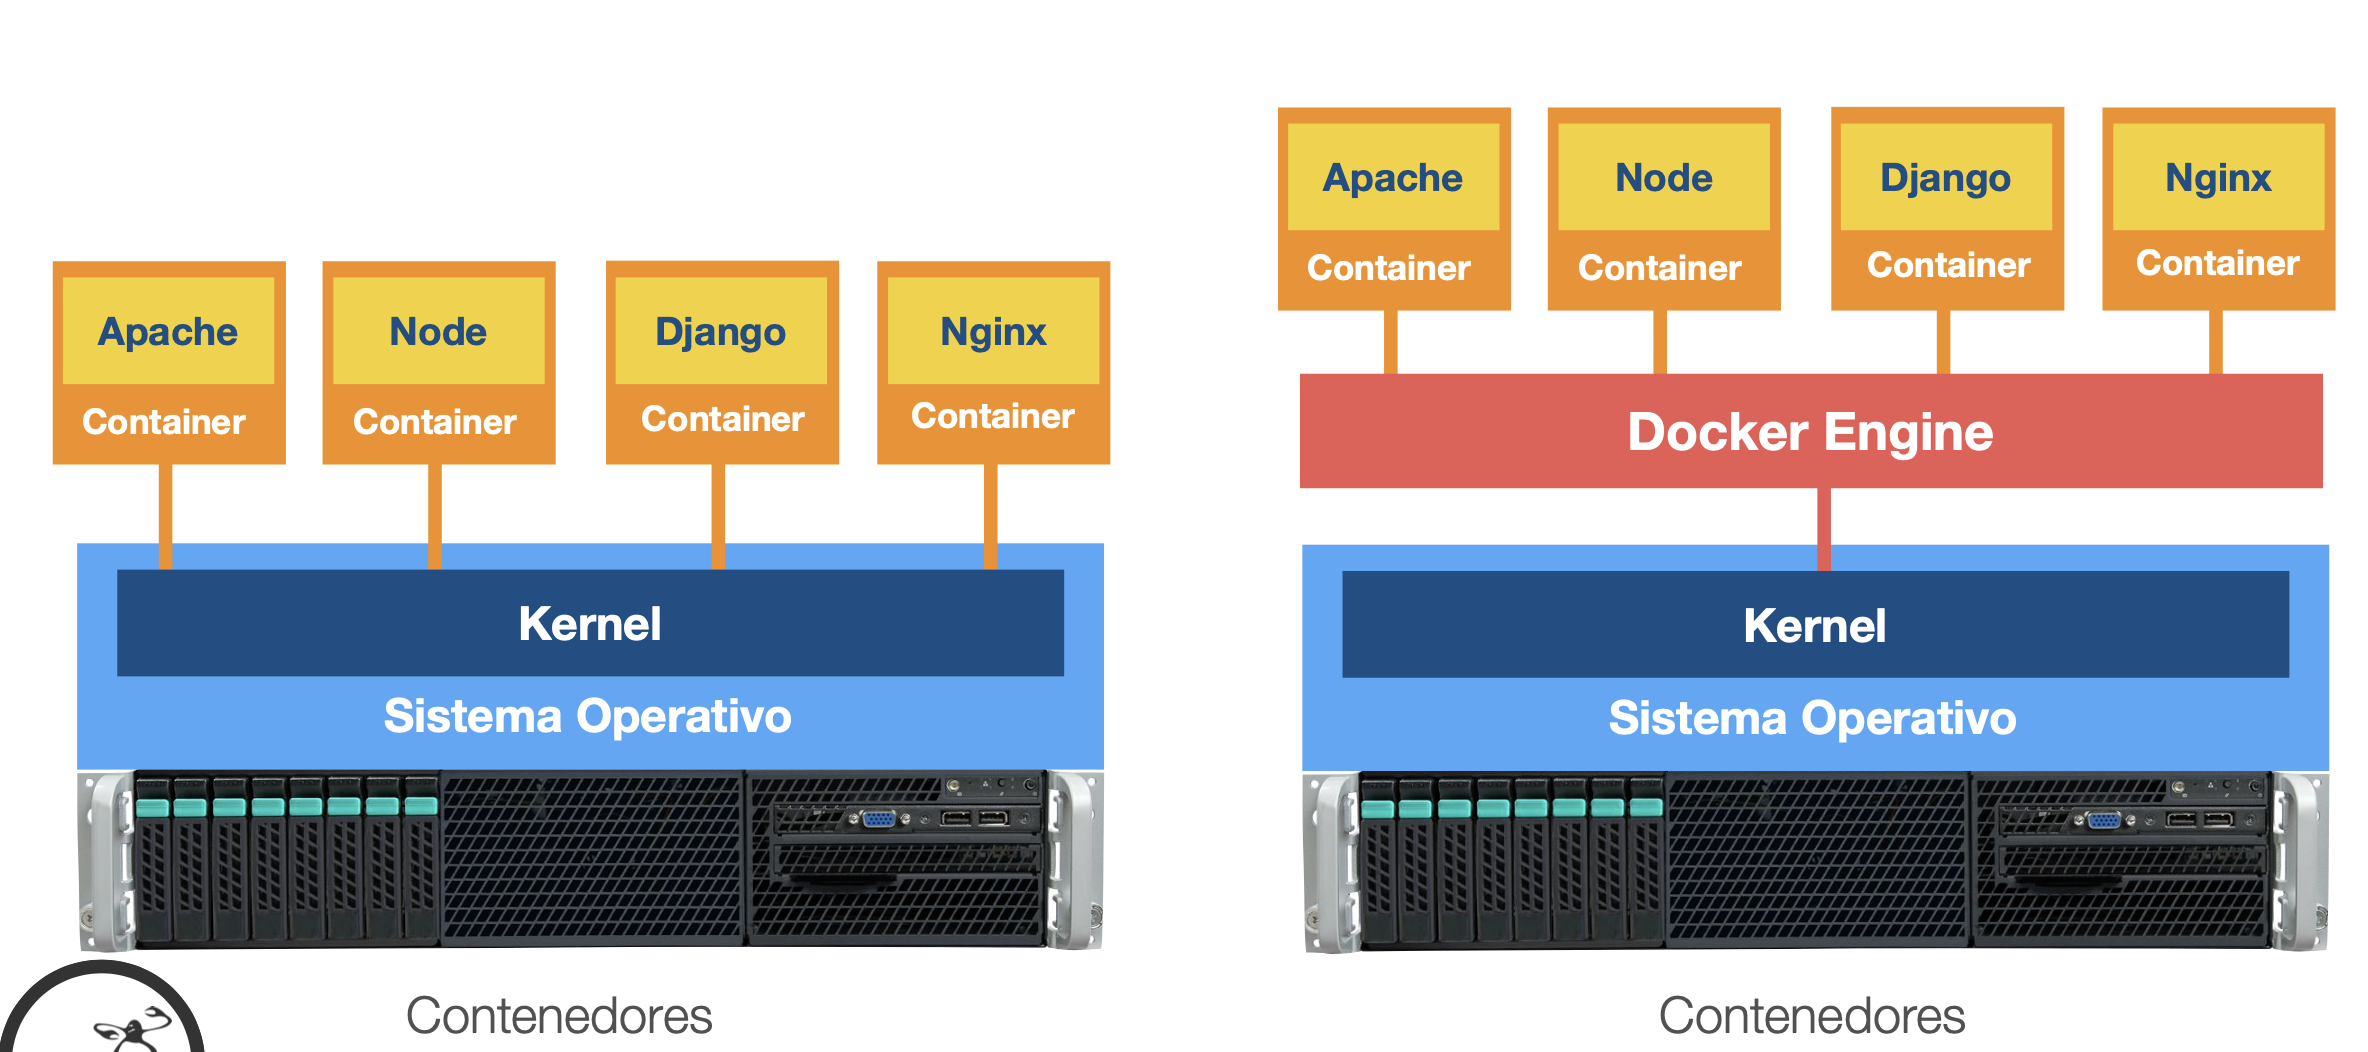 Apache
Container
Node
Container
Django
Container
Nginx
Container
Kernel
Sistema Operativo
Contenedores
Apache
Container
Node
Container
Django
Container
Nginx
Container
Docker Engine
Kernel
Sistema Operativo
Contenedores